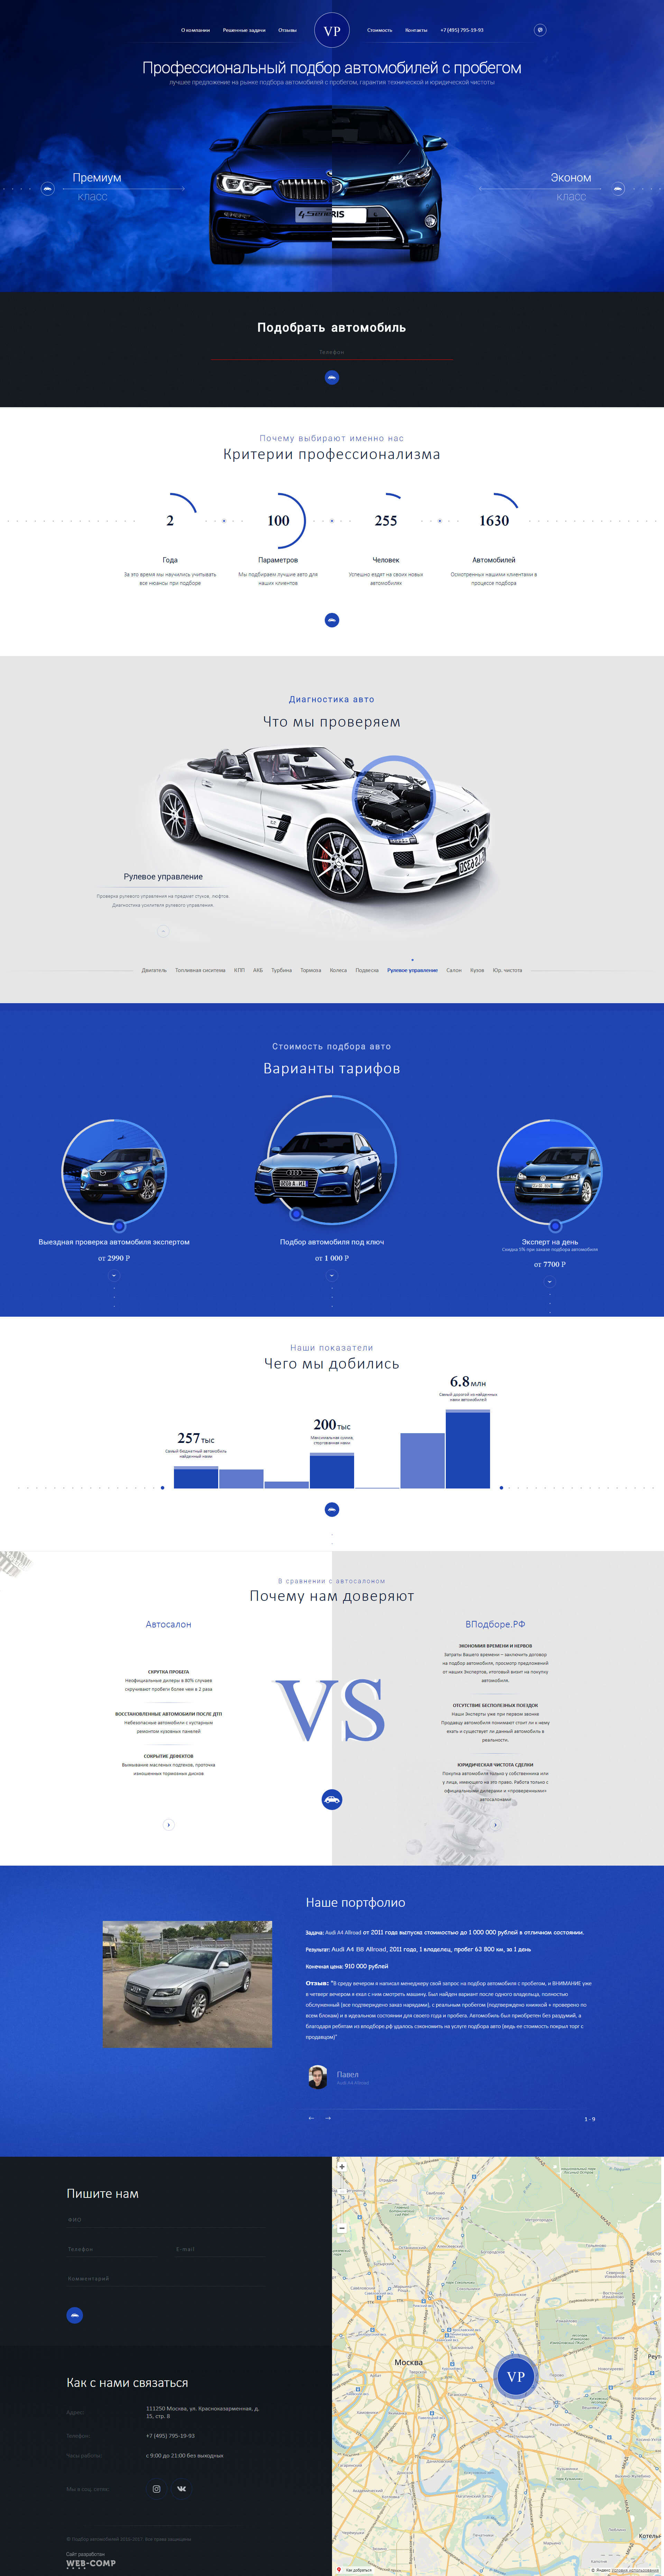 О компании
Решенные задачи
Отзывы
VP
Стоимость
Контакты
+7 (495) 795-19-93
Профессиональный подбор автомобилей с пробегом
лучшее предложение на рынке подбора автомобилей с пробегом, гарантия технической и юридической чистоты
Премиум
класс
Эконом
класс
Подобрать автомобиль
Телефон
Почему выбирают именно нас
Критерии профессионализма
2
100
255
1630
Года
Параметров
Человек
Автомобилей
За это время мы научились учитывать
все нюансы при подборе
Мы подбираем лучшие авто для
наших клиентов
Успешно ездят на своих новых
автомобилях
Осмотренных нашими клиентами в
процессе подбора
Диагностика авто
Что мы проверяем
Рулевое управление
Проверка рулевого управления на предмет стуков, люфтов.
Диагностика усилителя рулевого управления.
Двигатель
Топливная система
КПП
АКБ
Турбина
Тормоза
Колеса
Подвеска
Рулевое управление
Салон
Кузов
Юр. чистота
Стоимость подбора авто
Варианты тарифов
Выездная проверка автомобиля экспертом
от 2990 Р
Подбор автомобиля под ключ
от 1 000 Р
Эксперт на день
Скидка 5% при заказе подбора автомобиля
от 7700 Р
Наши показатели
Чего мы добились
257 тыс
Самый бюджетный автомобиль
найденный нами
200 тыс
Максимальная сумма,
сторгованная нами
6.8 млн
Самый дорогой из найденных
нами автомобилей
В сравнении с автосалоном
Почему нам доверяют
Автосалон
СКРУТКА ПРОБЕГА
Неофициальные дилеры в 80% случаев
скручивают пробеги более чем в 2 раза
ВОССТАНОВЛЕННЫЕ АВТОМОБИЛИ ПОСЛЕ ДТП
Небезопасные автомобили с кустарным
ремонтом кузовных панелей
СОКРЫТИЕ ДЕФЕКТОВ
Вымывание масляных подтеков, проточка
изношенных тормозных дисков
VS
ВПодборе.РФ
ЭКОНОМИЯ ВРЕМЕНИ И НЕРВОВ
Затраты Вашего времени – заключить договор
на подбор автомобиля, просмотр предложений
от наших Экспертов, итоговый визит на покупку
автомобиля.
ОТСУТСТВИЕ БЕСПОЛЕЗНЫХ ПОЕЗДОК
Наши Эксперты уже при первом звонке
Продавцу автомобиля понимают стоит ли к нему
ехать и существует ли данный автомобиль в
реальности.
ЮРИДИЧЕСКАЯ ЧИСТОТА СДЕЛКИ
Покупка автомобиля только у собственника или
у лица, имеющего на это право. Работа только с
официальными дилерами и «проверенными»
автосалонами
Наше портфолио
Задача: Audi A4 Allroad от 2011 года выпуска стоимостью до 1 000 000 рублей в отличном состоянии.
Результат: Audi A4 B8 Allroad, 2011 года, 1 владелец, пробег 63 800 км, за 1 день
Конечная цена: 910 000 рублей
Отзыв: "В среду вечером я написал менеджеру свой запрос на подбор автомобиля с пробегом, и ВНИМАНИЕ уже
в четверг вечером я ехал с ним смотреть машину. Был найден вариант после одного владельца, полностью
обслуженный (все подтверждено заказ нарядами), с реальным пробегом (подтверждено книжкой + проверено по
всем блокам) и в идеальном состоянии для своего года и пробега. Автомобиль был приобретен без раздумий, а
благодаря ребятам из вподборе.рф удалось сэкономить на услуге подбора авто (ведь ее стоимость покрыл торг с
продавцом)"
Павел
Audi A4 Allroad
1 - 9
Пишите нам
ФИО
Телефон
E-mail
Комментарий
Как с нами связаться
Адрес:
111250 Москва, ул. Красноказарменная, д.
15, стр. 8
Телефон:
+7 (495) 795-19-93
Часы работы:
с 9:00 до 21:00 без выходных
Мы в соц. сетях:
Сайт разработан
WEB-COMP
Москва
VP
Как добраться
© Яндекс Условия использования